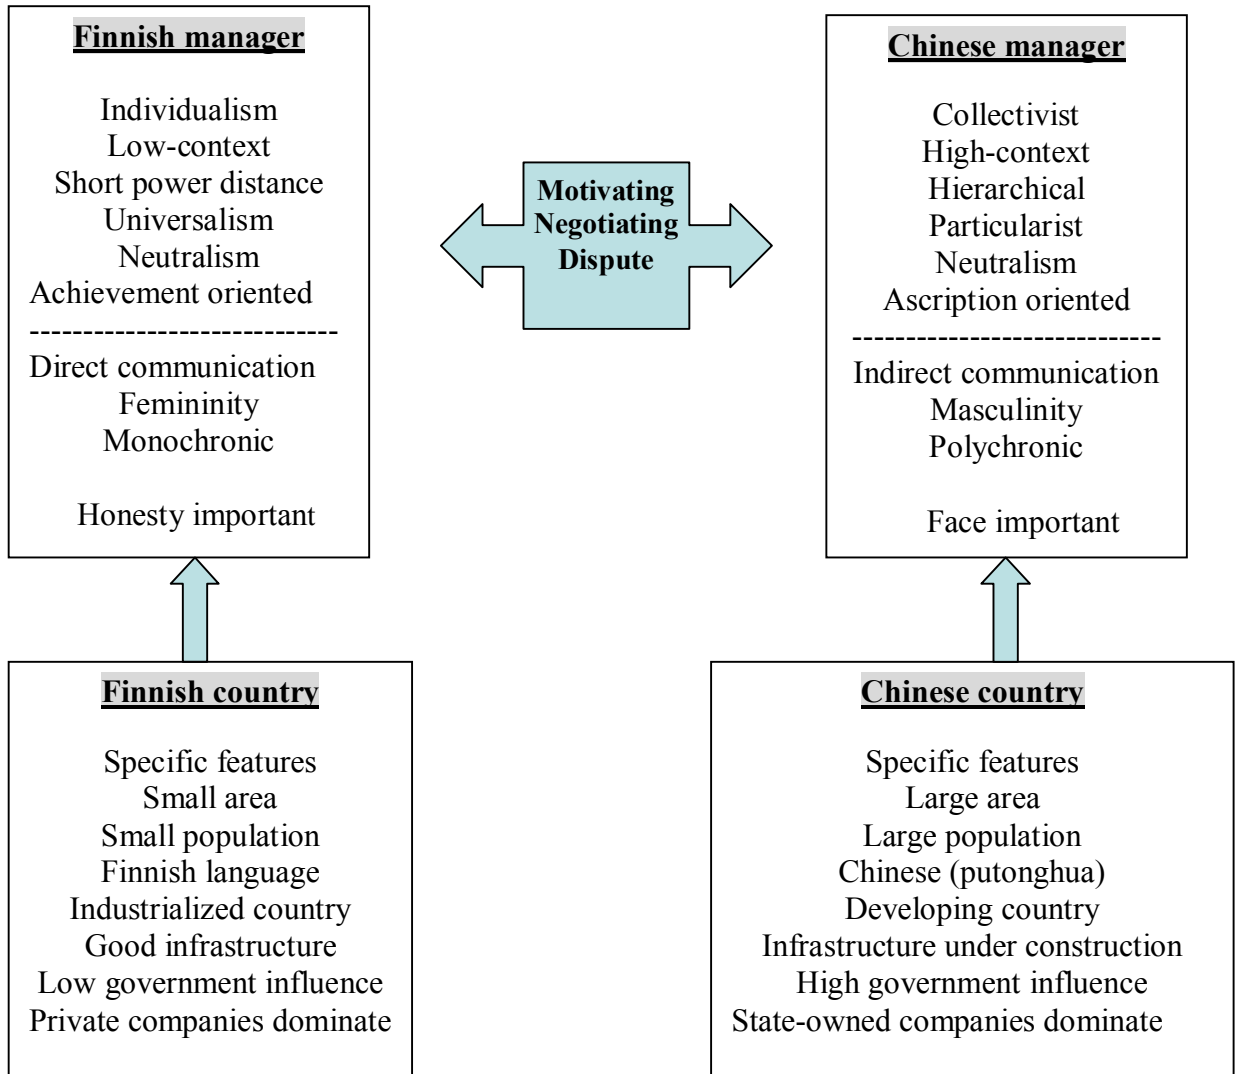 Finnish manager
Individualism
Low-context
Short power distance
Universalism
Neutralism
Achievement oriented
-----------------------------
Direct communication
Femininity
Monochronic
Honesty important
Motivating
Negotiating
Dispute
Chinese manager
Collectivist
High-context
Hierarchical
Particularist
Neutralism
Ascription oriented
-----------------------------
Indirect communication
Masculinity
Polychronic
Face important
Finnish country
Specific features
Small area
Small population
Finnish language
Industrialized country
Good infrastructure
Low government influence
Private companies dominate
Chinese country
Specific features
Large area
Large population
Chinese (putonghua)
Developing country
Infrastructure under construction
High government influence
State-owned companies dominate